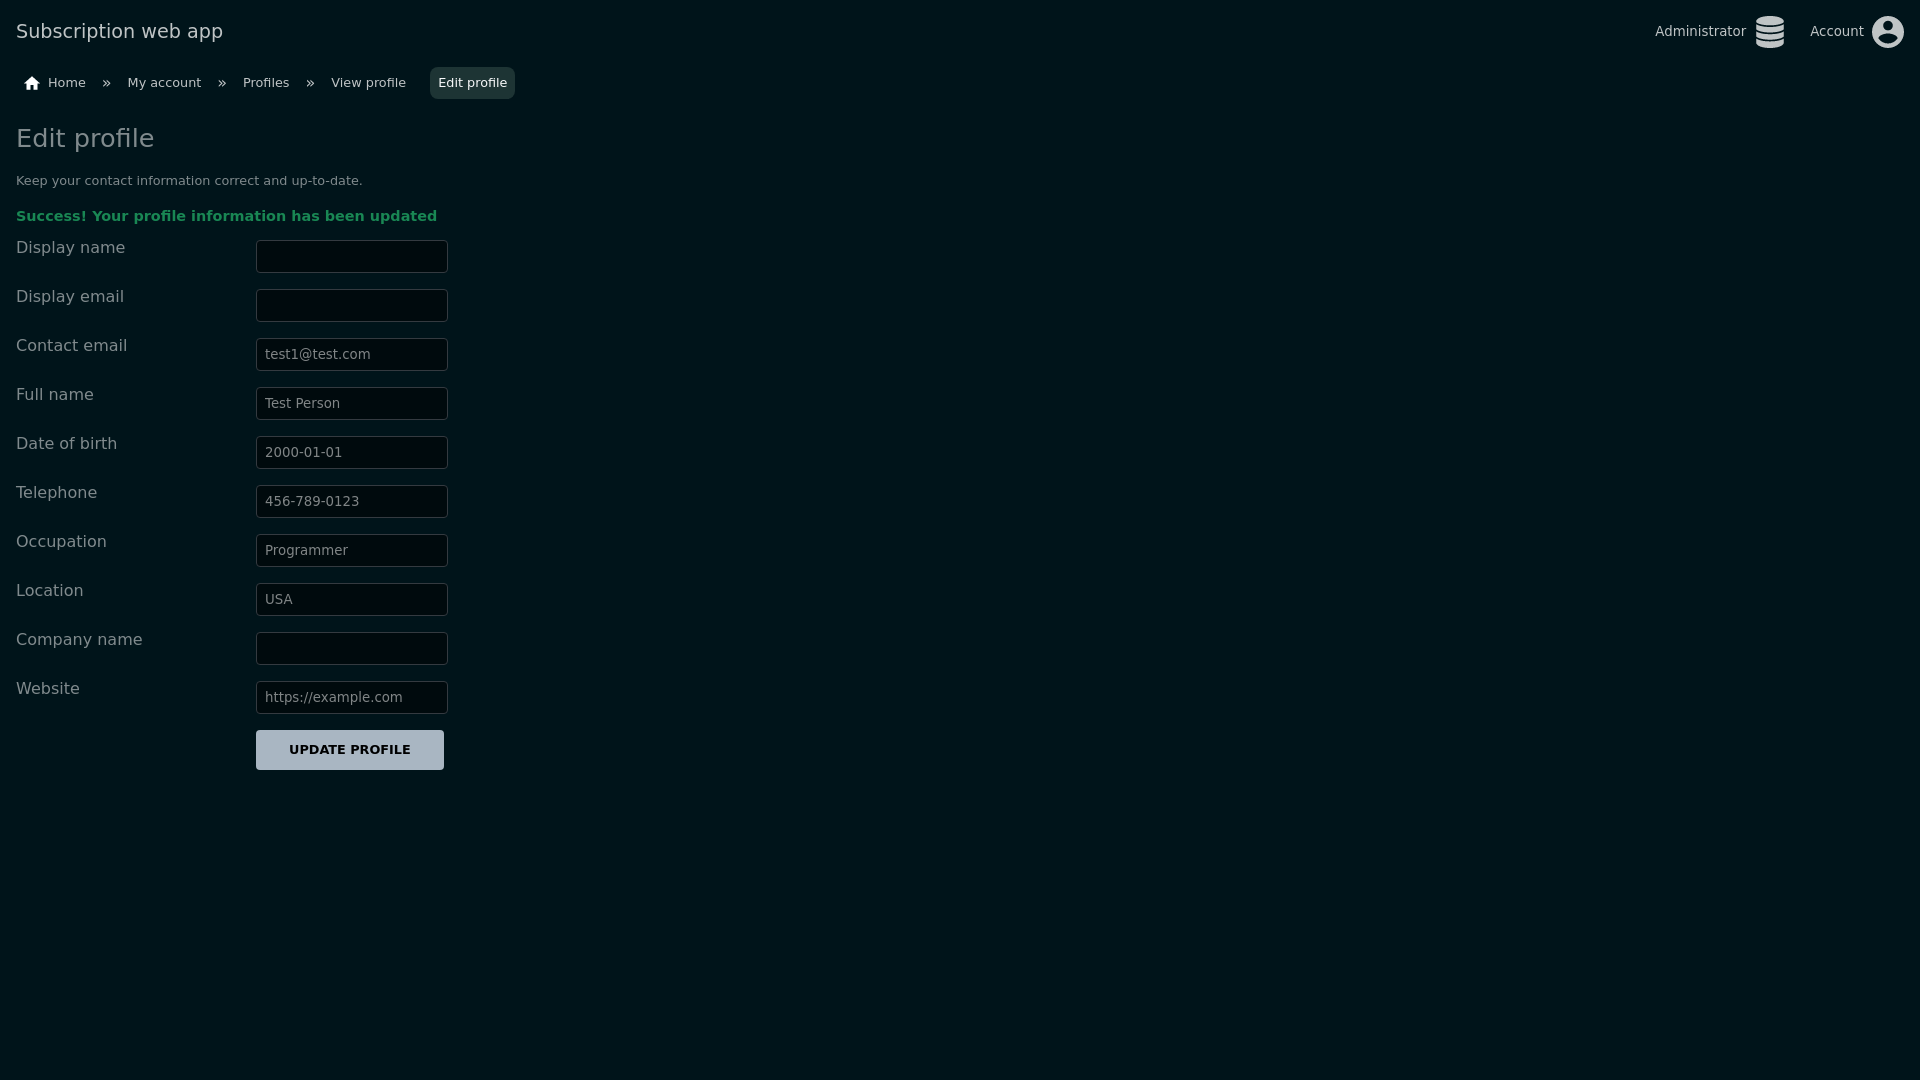 Subscription web app
Administrator
Account
Home » My account » Profiles » View profile
Edit profile
Edit profile
Keep your contact information correct and up-to-date.
Success! Your profile information has been updated
Display name
Display email
Contact email
test1@test.com
Full name
Test Person
Date of birth
2000-01-01
Telephone
456-789-0123
Occupation
Programmer
Location
USA
Company name
Website
https://example.com
UPDATE PROFILE